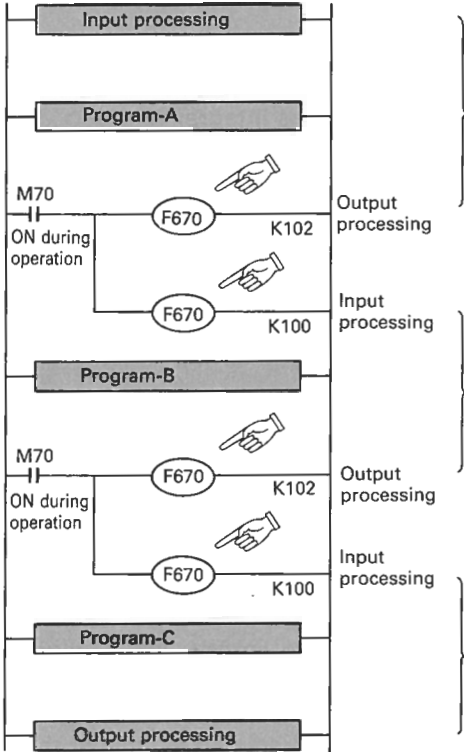 Input processing
Program-A
M70
ON during
operation
F670
K102
Output
processing
F670
K100
Input
processing
Program-B
M70
ON during
operation
F670
K102
Output
processing
F670
K100
Input
processing
Program-C
Output processing